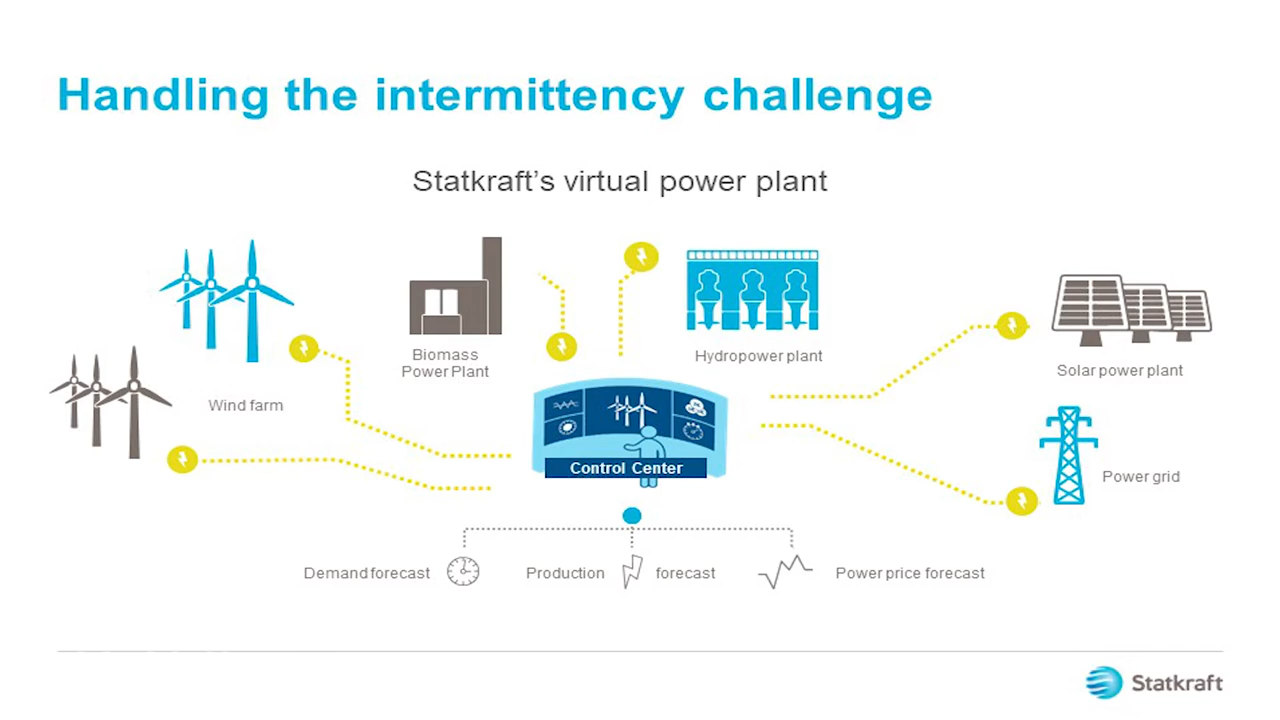 Handling the intermittency challenge
Statkraft's virtual power plant
Biomass
Power Plant
Hydropower plant
Solar power plant
Wind farm
Control Center
Power grid
Demand forecast
Production forecast
Power price forecast
Statkraft